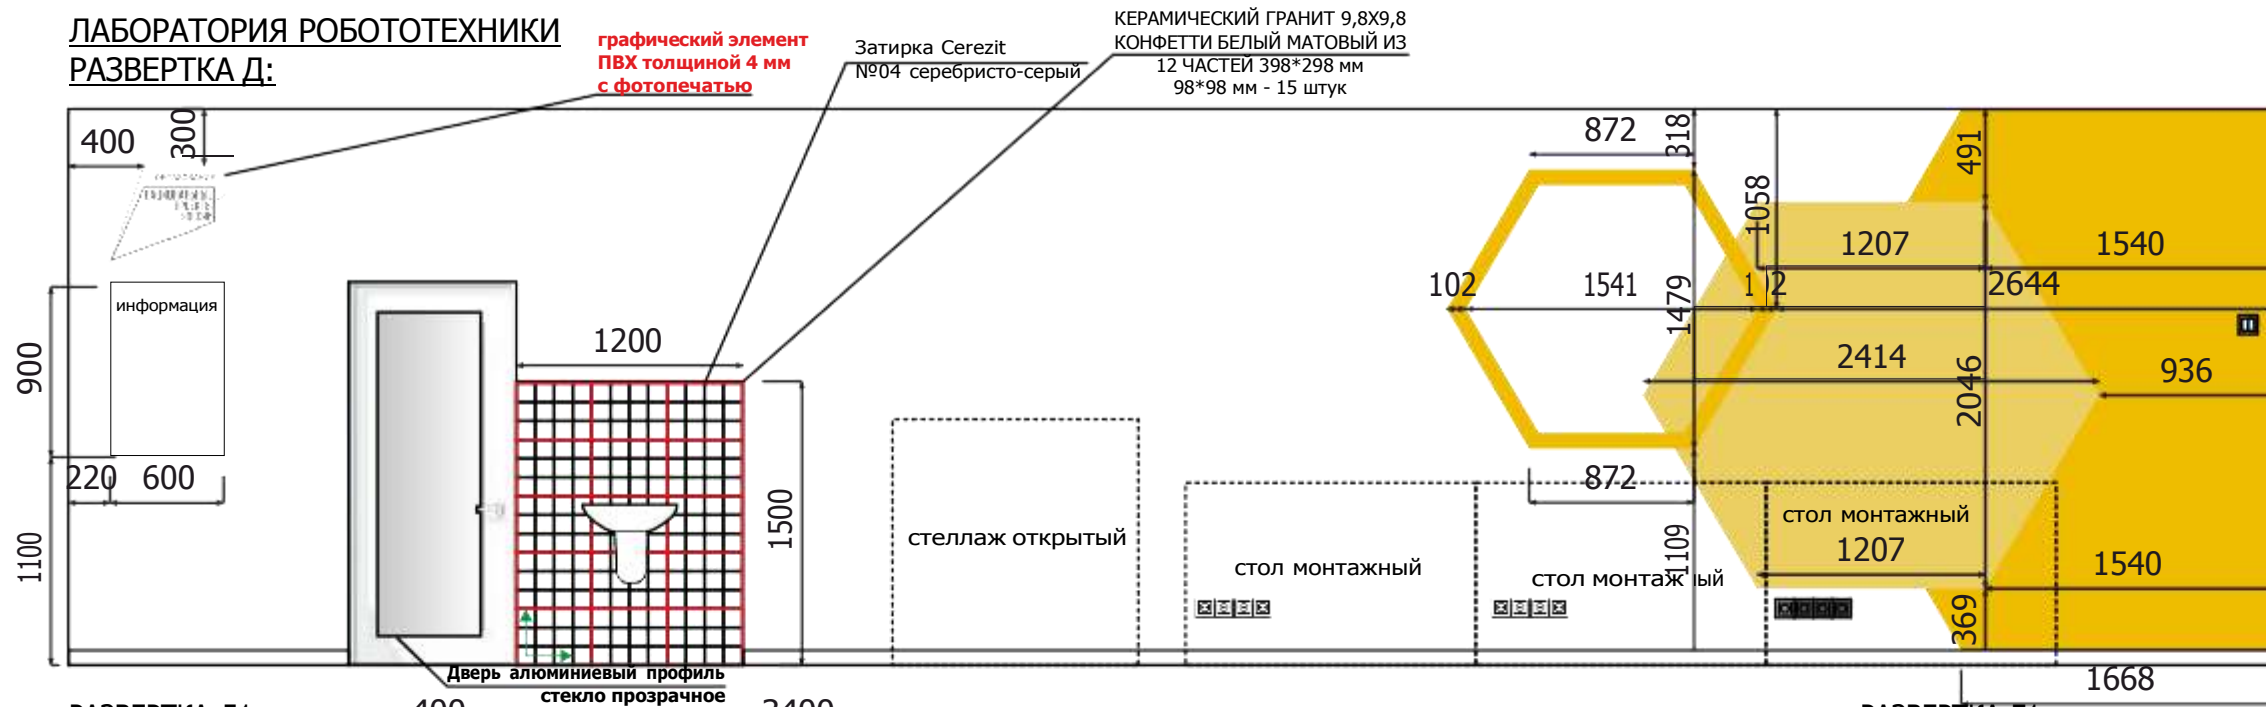 ЛАБОРАТОРИЯ РОБОТОТЕХНИКИ
РАЗВЕРТКА Д:
графический элемент
ПВХ толщиной 4 мм
с фотопечатью
Затирка Cerezit
№04 серебристо-серый
КЕРАМИЧЕСКИЙ ГРАНИТ 9,8X9,8
КОНФЕТТИ БЕЛЫЙ МАТОВЫЙ ИЗ
12 ЧАСТЕЙ 398*298 мм
98*98 мм - 15 штук
400
300
872
318
491
1058
1207
1540
102
1541
1479
2644
информация
900
1200
2414
2046
936
220
600
872
1500
1100
стеллаж открытый
стол монтажный
стол монтаж ый
1109
стол монтажный
1207
1540
369
Дверь алюминиевый профиль
стекло прозрачное
1668
400
2400